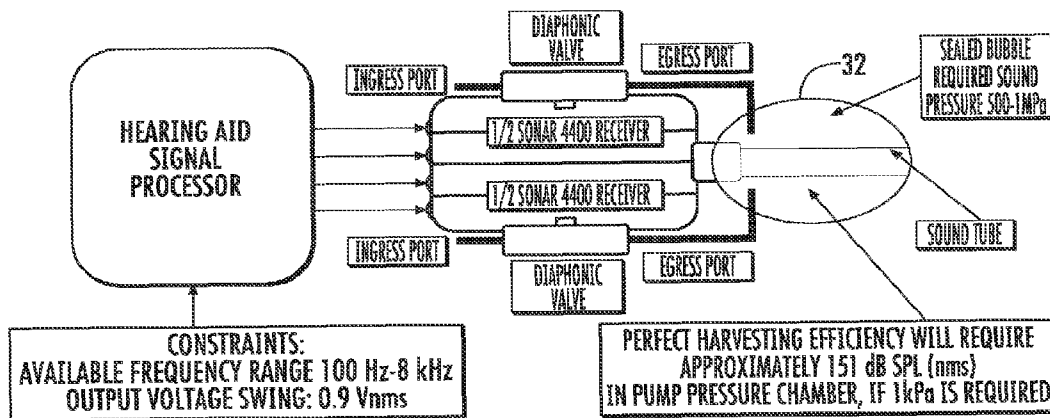 DIAPHONIC
VALVE
EGRESS PORT
INGRESS PORT
32
SEALED BUBBLE
REQUIRED SOUND
PRESSURE 500-1MPa
HEARING AID
SIGNAL
PROCESSOR
1/2 SONAR 4400 RECEIVER
1/2 SONAR 4400 RECEIVER
SOUND TUBE
INGRESS PORT
EGRESS PORT
DIAPHONIC
VALVE
CONSTRAINTS:
AVAILABLE FREQUENCY RANGE 100 Hz-8 kHz
OUTPUT VOLTAGE SWING: 0.9 Vnms
PERFECT HARVESTING EFFICIENCY WILL REQUIRE
APPROXIMATELY 151 dB SPL (nms)
IN PUMP PRESSURE CHAMBER, IF 1kPa IS REQUIRED